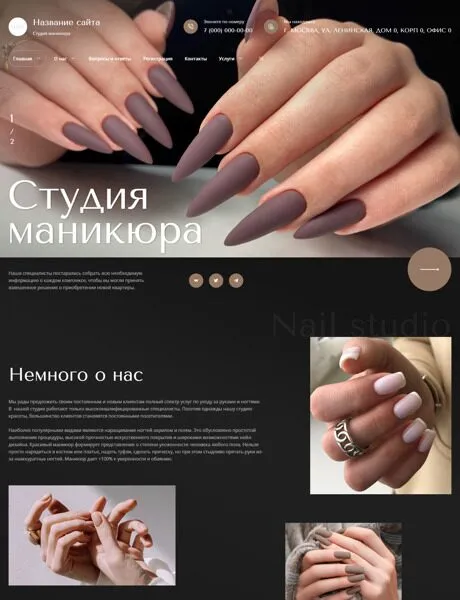 Название сайта
Студия маникюра
Звоните по номеру
7 (000) 000-00-00
Мы находимся
Г. МОСКВА, УЛ. ЛЕНИНСКАЯ, ДОМ 0, КОРП 0, ОФИС 0
Главная
О нас
Вопросы и ответы
Регистрация
Контакты
Услуги
1
/
2
Студия
маникюра
Наши специалисты постарались собрать всю необходимую
информацию о каждом комплексе, чтобы вы могли принять
взвешенное решение о приобретении новой квартиры.
Nail studio
Немного о нас
Мы рады предложить своим постоянным и новым клиентам полный спектр услуг по уходу за руками и ногтями.
В нашей студии работают только высококвалифицированные специалисты. Поэтому однажды нашу студию
красоты, большинство клиентов становятся постоянными посетителями.
Наиболее популярными видами являются наращивание ногтей акрилом и гелем. Это обусловлено простотой
выполнения процедуры, высокой прочностью искусственного покрытия и широкими возможностями нейл
дизайна. Красивый маникюр формирует представление о степени ухоженности человека любого пола. Нельзя
просто нарядиться в костюм или платье, надеть туфли, сделать прическу, но при этом стыдливо прятать руки из-
за неаккуратных ногтей. Маникюр дает +100% к уверенности и обаянию.